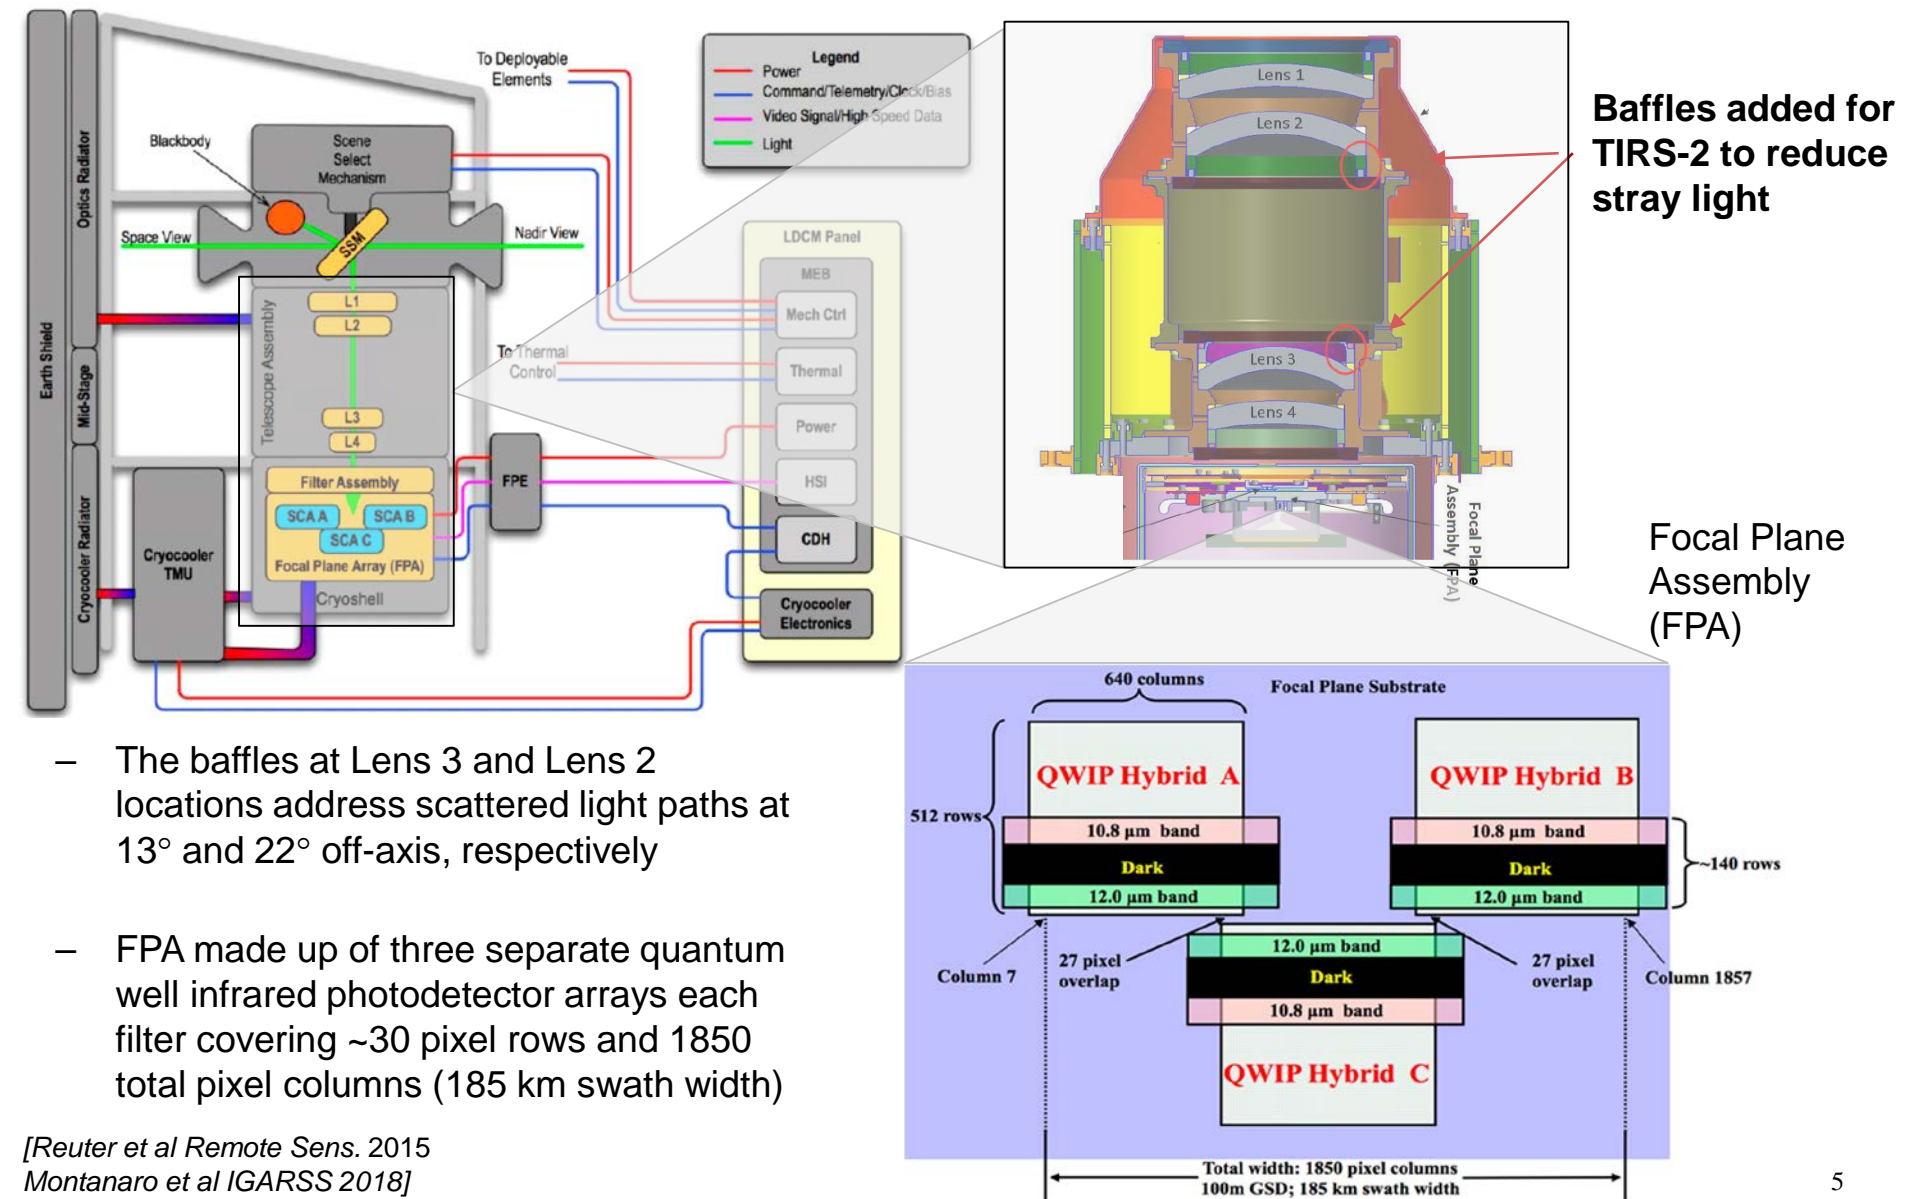 To Deployable
Elements
Legend
Power
Command/Telemetry/Clock/Bias
Video Signal/High Speed Data
Light
Blackbody
Scene
Select
Mechanism
Space View
SSM
Nadir View
Earth Shield
Optics Radiator
Mid-Stage
Cryocooler Radiator
Telescope Assembly
L1
L2
L3
L4
To Thermal
Control
LDCM Panel
MEB
Mech Ctrl
Thermal
Power
HSI
CDH
Cryocooler
Electronics
FPE
Filter Assembly
SCA A
SCA B
SCA C
Focal Plane Array (FPA)
Cryoshell
Cryocooler
TMU
Lens 1
Lens 2
Lens 3
Lens 4
Focal Plane
Assembly (FPA)
Baffles added for
TIRS-2 to reduce
stray light
Focal Plane
Assembly
(FPA)
– The baffles at Lens 3 and Lens 2
locations address scattered light paths at
13° and 22° off-axis, respectively
– FPA made up of three separate quantum
well infrared photodetector arrays each
filter covering ~30 pixel rows and 1850
total pixel columns (185 km swath width)
[Reuter et al Remote Sens. 2015
Montanaro et al IGARSS 2018]
640 columns
Focal Plane Substrate
512 rows
QWIP Hybrid A
10.8 µm band
Dark
12.0 µm band
QWIP Hybrid B
10.8 µm band
Dark
12.0 µm band
~140 rows
Column 7
27 pixel
overlap
12.0 µm band
Dark
10.8 µm band
QWIP Hybrid C
27 pixel
overlap
Column 1857
Total width: 1850 pixel columns
100m GSD; 185 km swath width
5